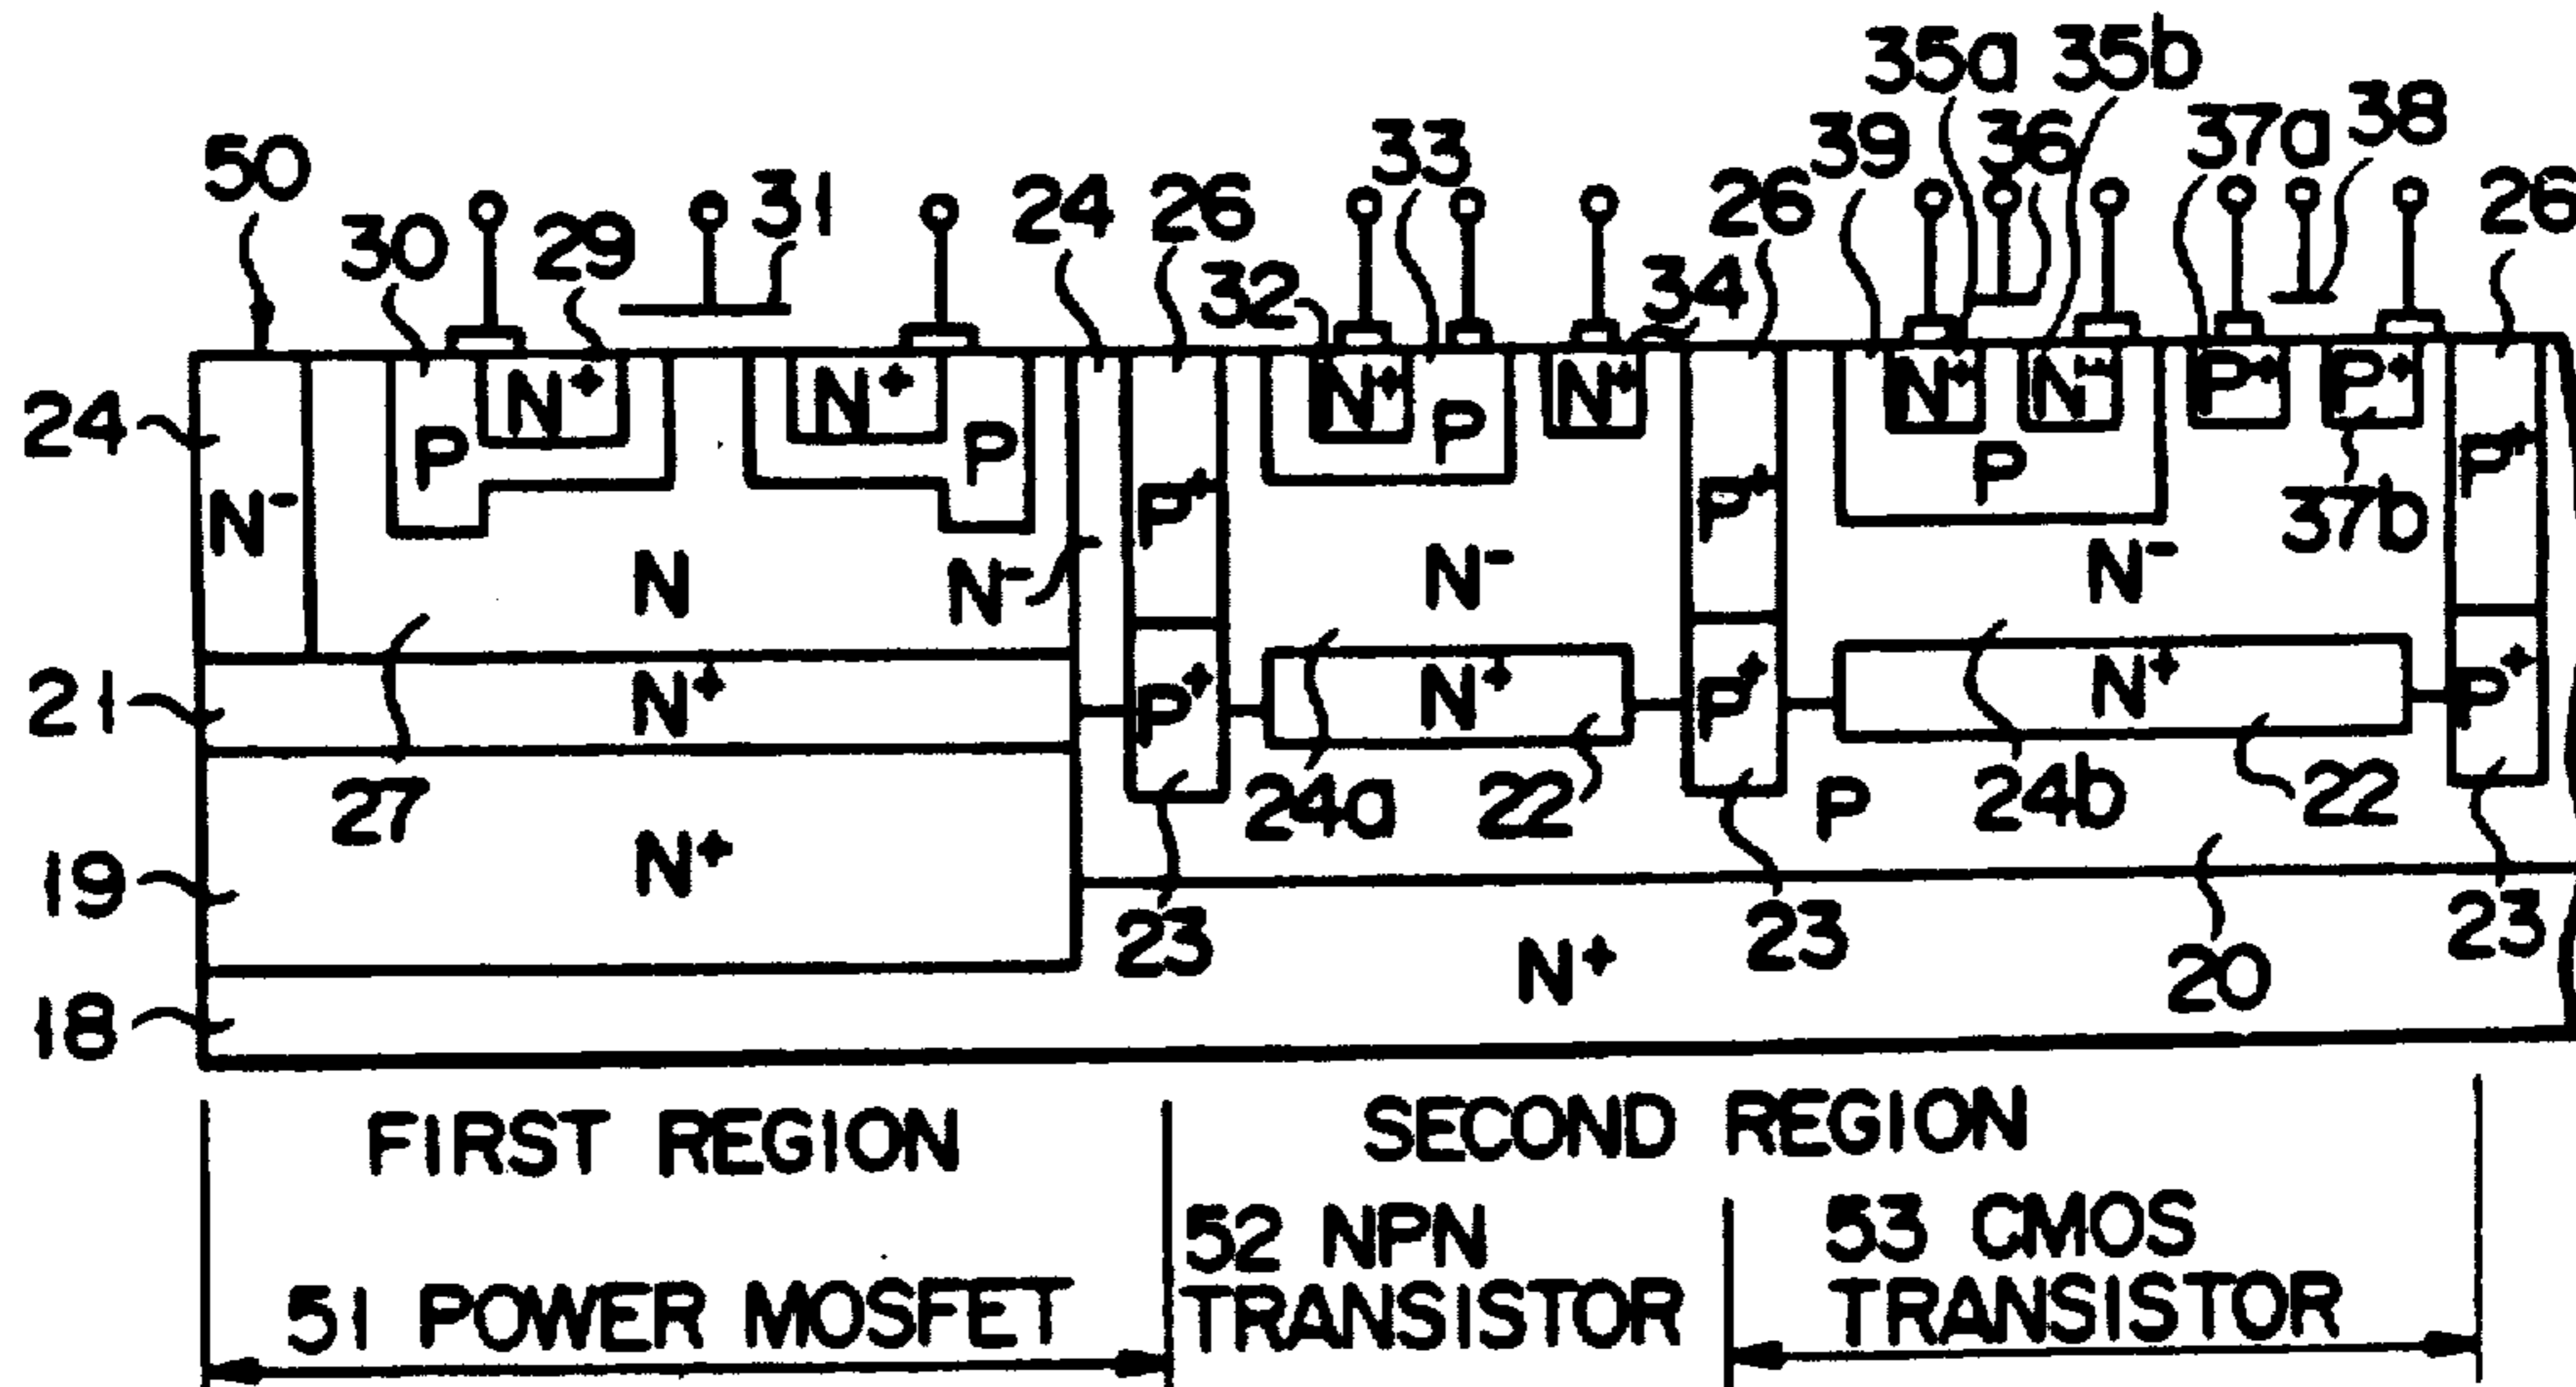 35a 35b
50 30 29 31 24 26 33 39 36 37a 38 26
32 34 26
24 N+ N+ N+ P N+ N+ N- P+ P+
P P P+ P+ P P+
N- 37b
N N- N- N-
21 N+ P+ N+ P+ N+ P+
27 24a 22 P 24b 22
19 N+
23 23 23
18 N+ 20
FIRST REGION SECOND REGION
52 NPN 53 CMOS
51 POWER MOSFET TRANSISTOR TRANSISTOR